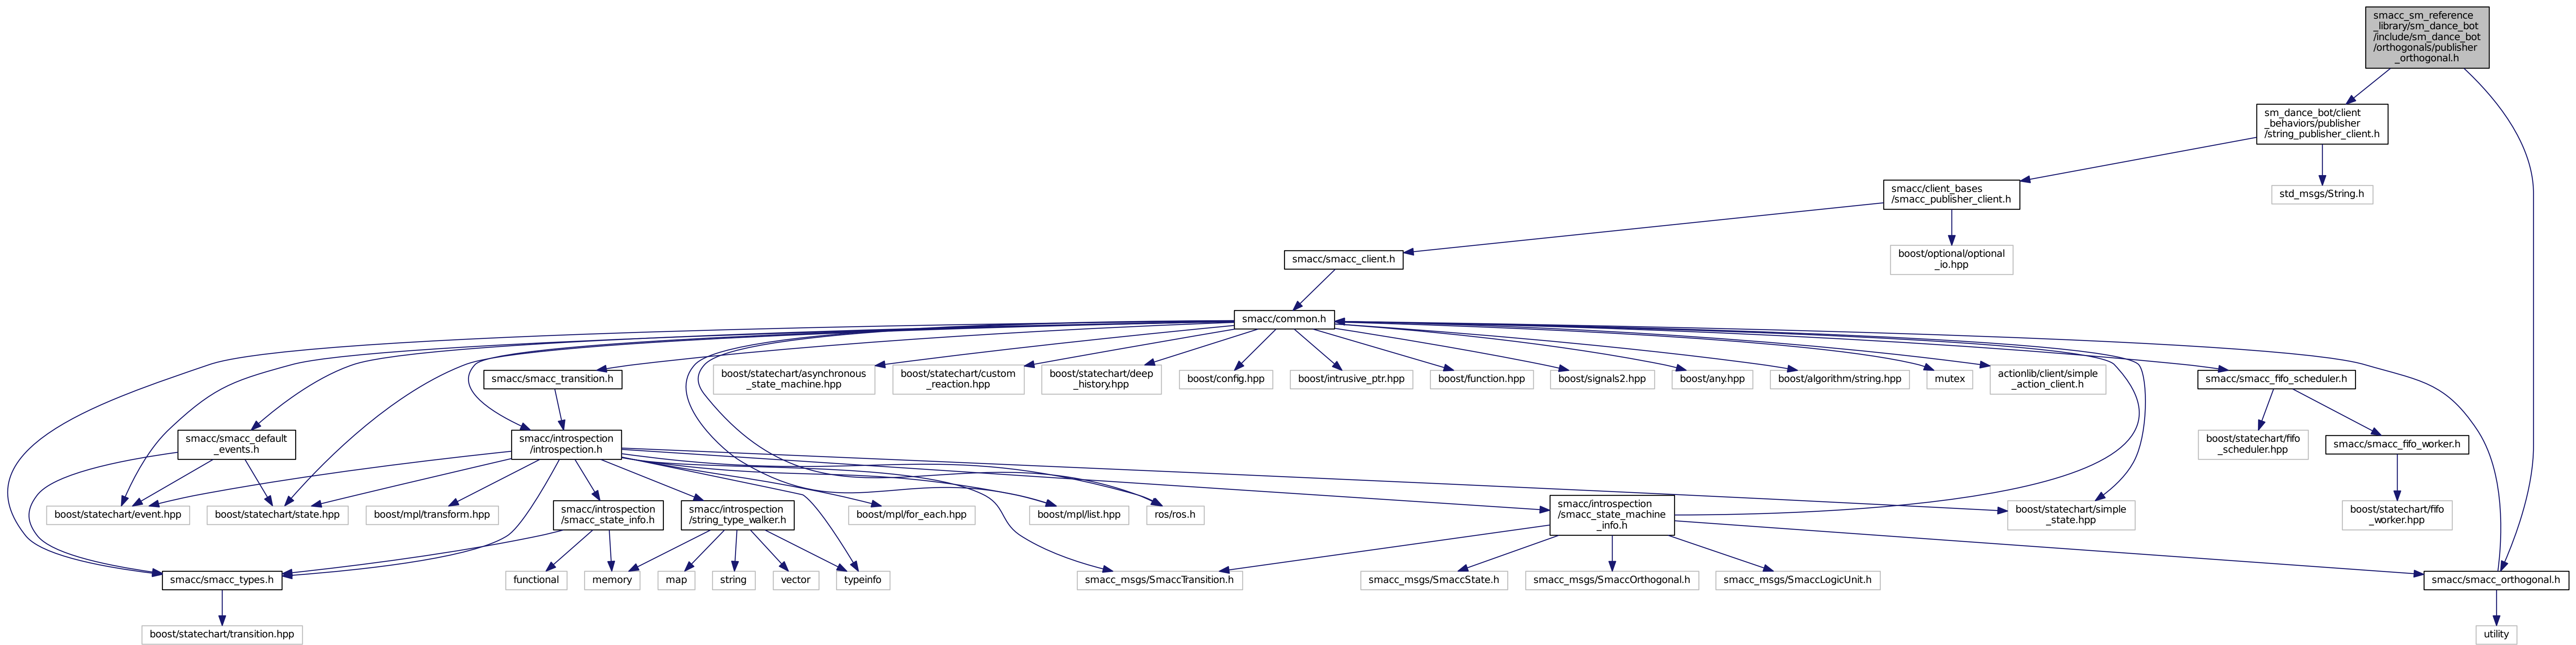 smacc_sm_reference
_library/sm_dance_bot
/include/sm_dance_bot
/orthogonals/publisher
_orthogonal.h
sm_dance_bot/client
_behaviors/publisher
/string_publisher_client.h
smacc/client_bases
/smacc_publisher_client.h
std_msgs/String.h
smacc/smacc_client.h
boost/optional/optional
_io.hpp
smacc/common.h
smacc/smacc_transition.h
boost/statechart/asynchronous
_state_machine.hpp
boost/statechart/custom
_reaction.hpp
boost/statechart/deep
_history.hpp
boost/config.hpp
boost/intrusive_ptr.hpp
boost/function.hpp
boost/signals2.hpp
boost/any.hpp
boost/algorithm/string.hpp
mutex
actionlib/client/simple
_action_client.h
smacc/smacc_fifo_scheduler.h
smacc/smacc_default
_events.h
smacc/introspection
/introspection.h
boost/statechart/fifo
_scheduler.hpp
smacc/smacc_fifo_worker.h
boost/statechart/event.hpp
boost/statechart/state.hpp
boost/mpl/transform.hpp
smacc/introspection
/smacc_state_info.h
smacc/introspection
/string_type_walker.h
boost/mpl/for_each.hpp
boost/mpl/list.hpp
ros/ros.h
smacc/introspection
/smacc_state_machine
_info.h
boost/statechart/simple
_state.hpp
boost/statechart/fifo
_worker.hpp
smacc/smacc_types.h
functional
memory
map
string
vector
typeinfo
smacc_msgs/SmaccTransition.h
smacc_msgs/SmaccState.h
smacc_msgs/SmaccOrthogonal.h
smacc_msgs/SmaccLogicUnit.h
smacc/smacc_orthogonal.h
boost/statechart/transition.hpp
utility